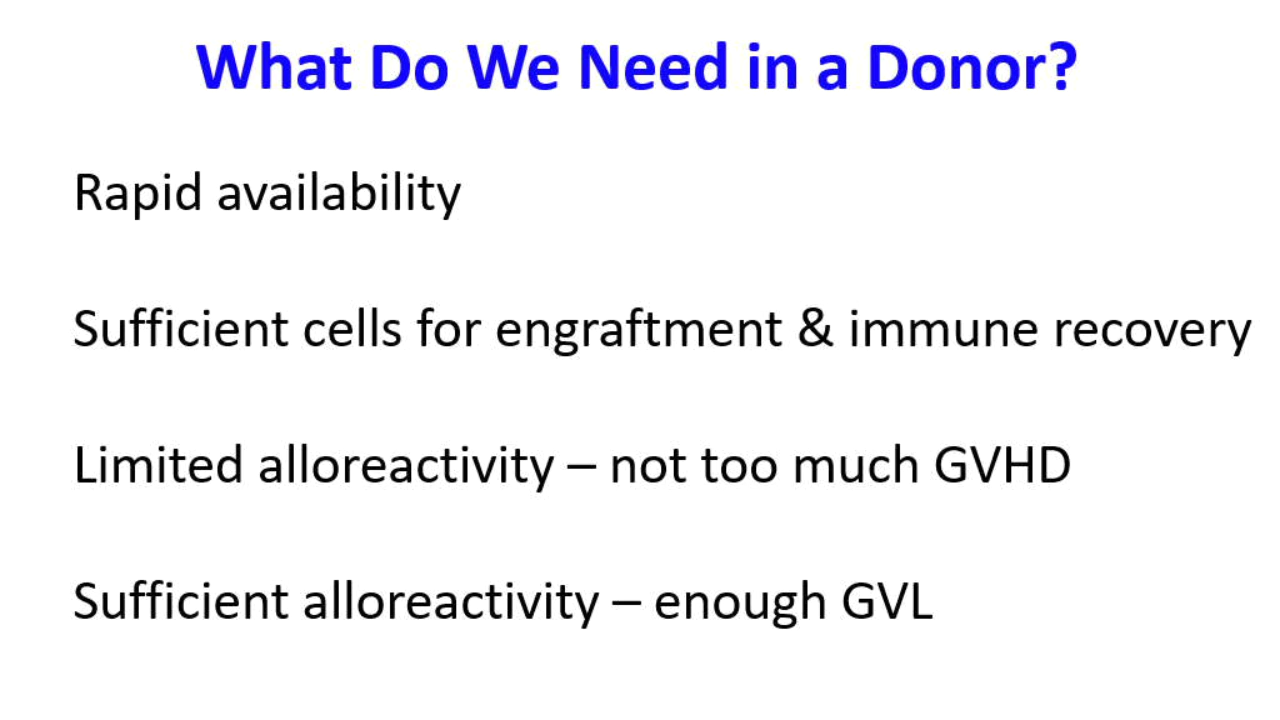 What Do We Need in a Donor?
Rapid availability
Sufficient cells for engraftment & immune recovery
Limited alloreactivity – not too much GVHD
Sufficient alloreactivity – enough GVL